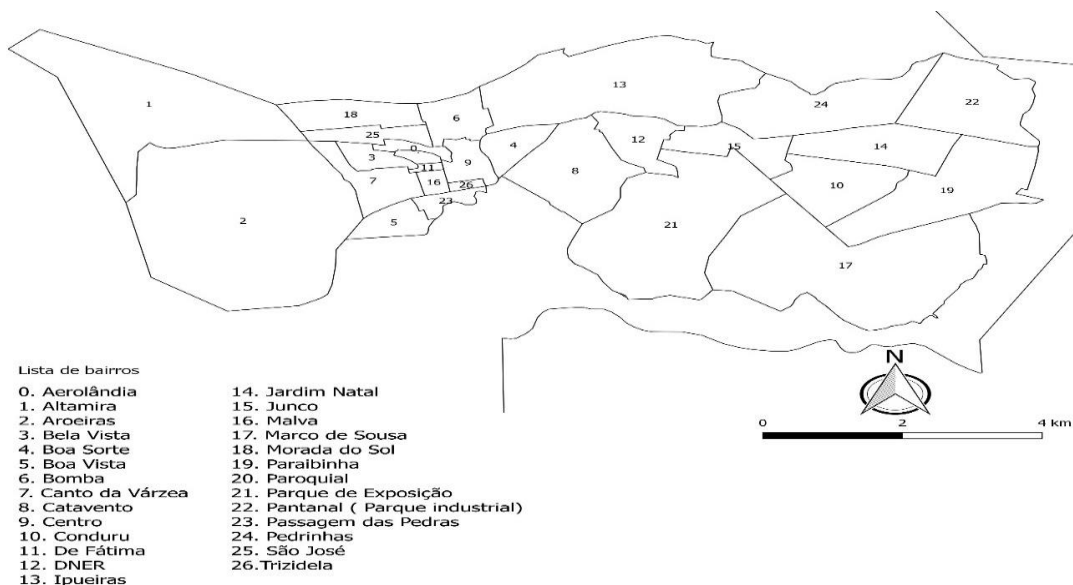 13
22
24
1
18
6
25
0,
12
15
14
4
3
9
11
8
7
16
26
10
19
23
2
5
21
17
Lista de bairros
0. Aerolândia
1. Altamira
2. Aroeiras
3. Bela Vista
4. Boa Sorte
5. Boa Vista
6. Bomba
7. Canto da Várzea
8. Catavento
9. Centro
10. Conduru
11. De Fátima
12. DNER
13. Ipueiras
14. Jardim Natal
15. Junco
16. Malva
17. Marco de Sousa
18. Morada do Sol
19. Paraibinha
20. Paroquial
21. Parque de Exposição
22. Pantanal ( Parque industrial)
23. Passagem das Pedras
24. Pedrinhas
25. São José
26.Trizidela
N
0 2 4 km